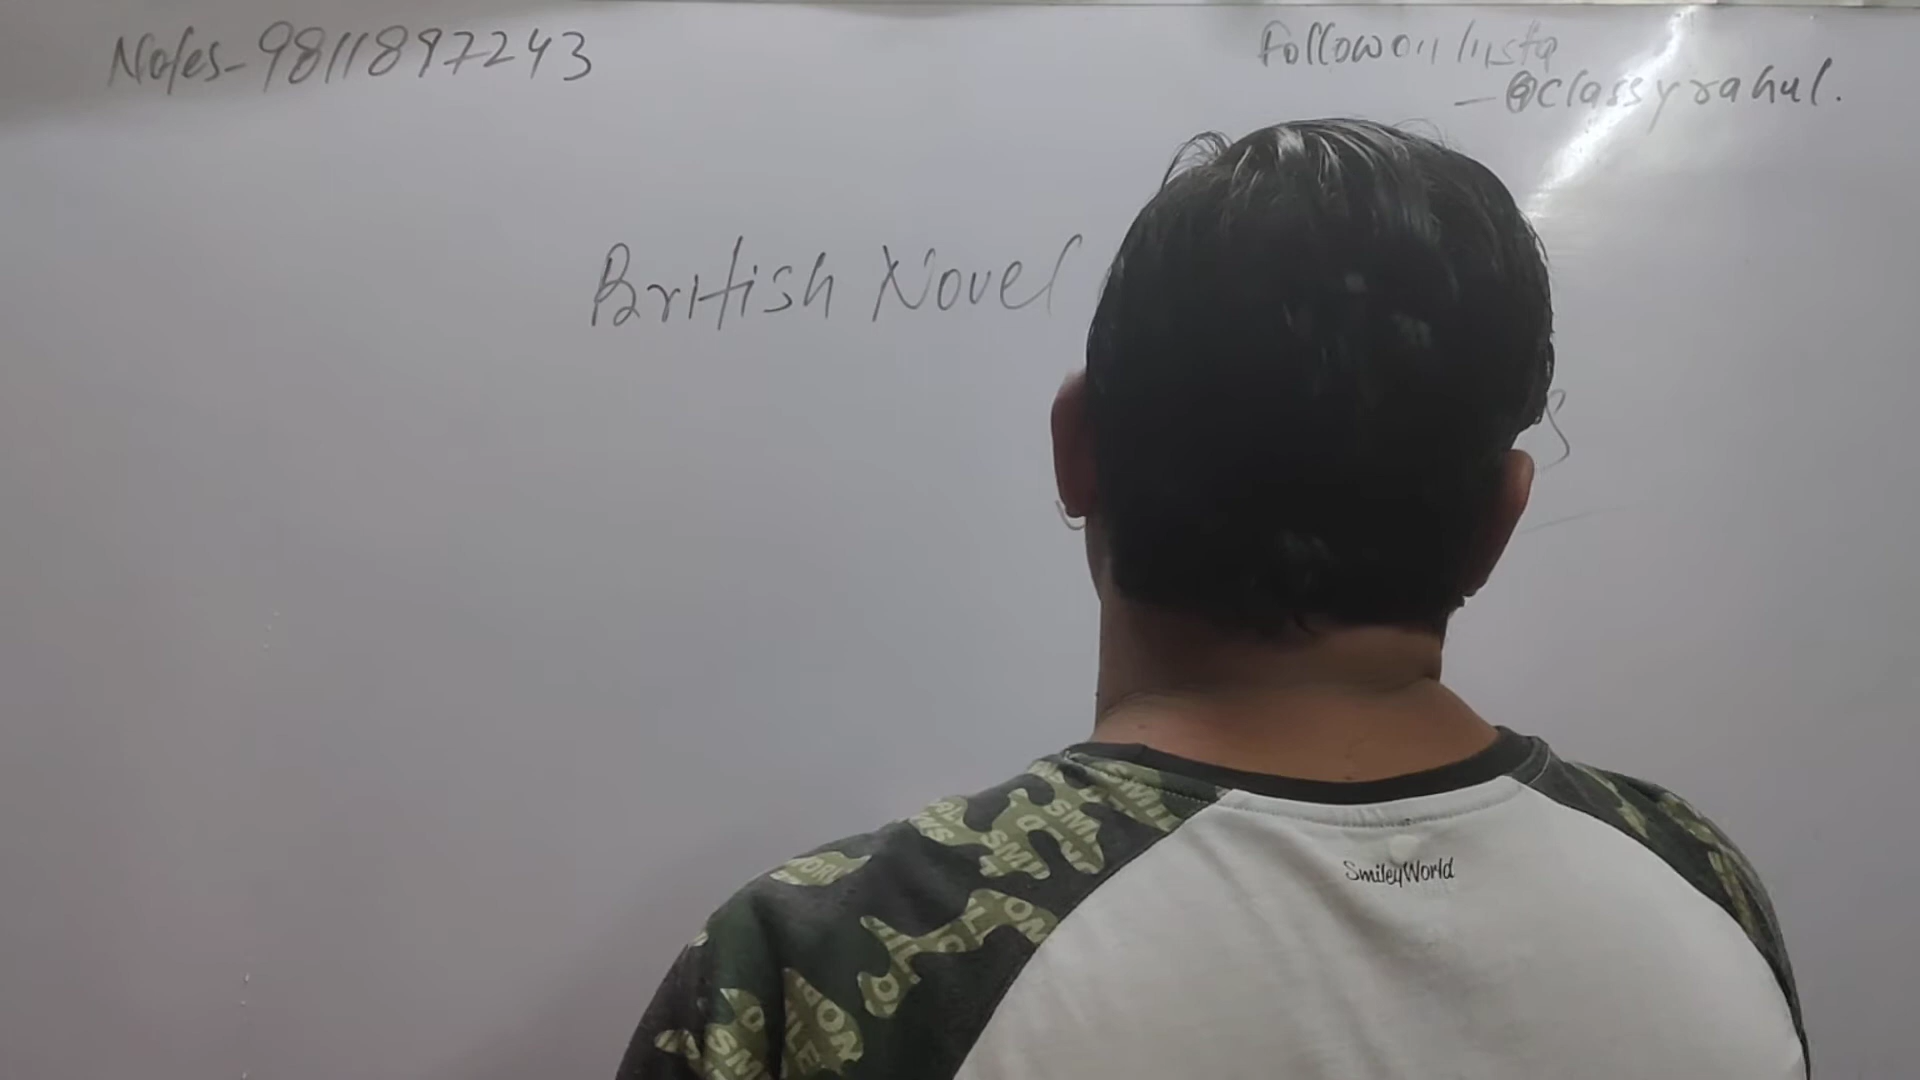 Notes-9811897243
Follow on Insta
- @classyrahul.
British Novel
SmileyWorld